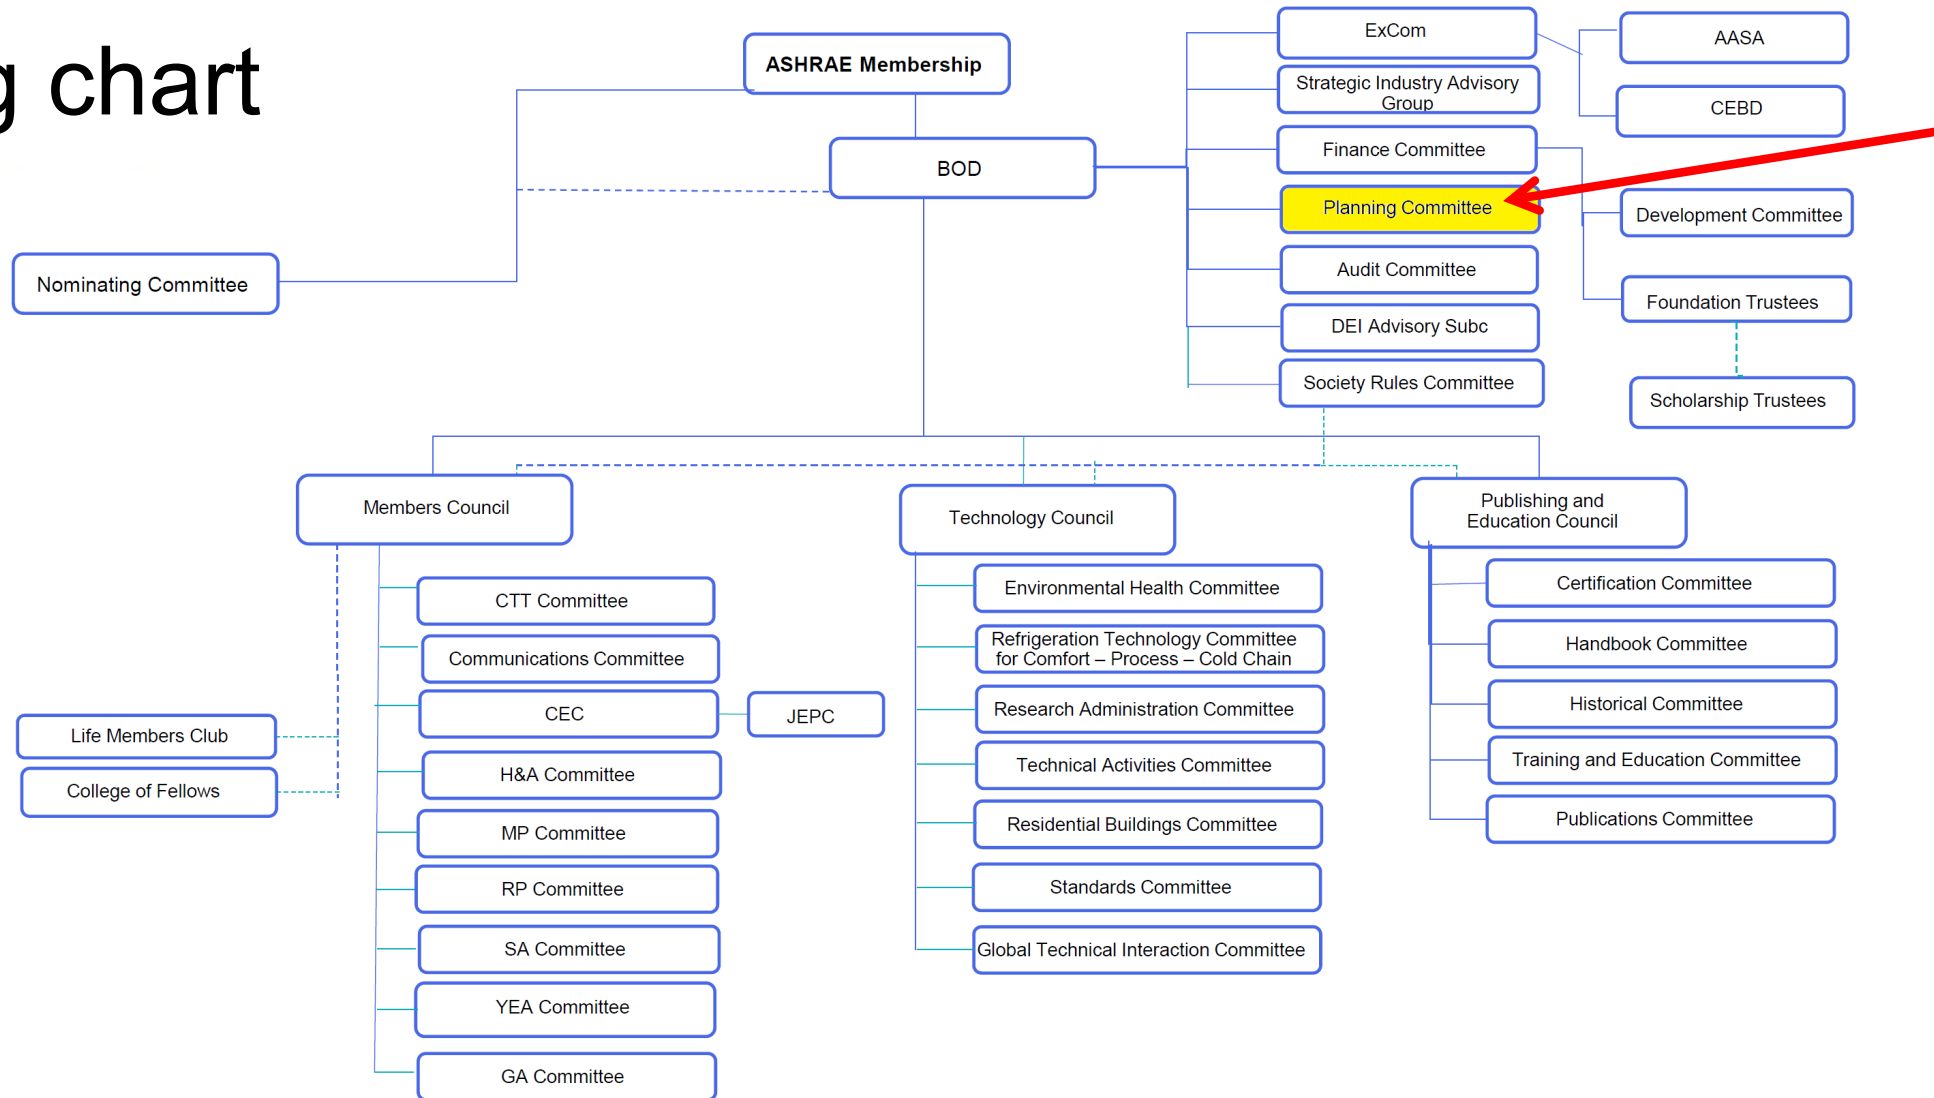 g chart
ASHRAE Membership
BOD
Nominating Committee
ExCom
AASA
CEBD
Strategic Industry Advisory
Group
Finance Committee
Planning Committee
Development Committee
Audit Committee
Foundation Trustees
DEI Advisory Subc
Society Rules Committee
Scholarship Trustees
Members Council
CTT Committee
Communications Committee
CEC
JEPC
Life Members Club
College of Fellows
H&A Committee
MP Committee
RP Committee
SA Committee
YEA Committee
GA Committee
Technology Council
Environmental Health Committee
Refrigeration Technology Committee
for Comfort – Process – Cold Chain
Research Administration Committee
Technical Activities Committee
Residential Buildings Committee
Standards Committee
Global Technical Interaction Committee
Publishing and
Education Council
Certification Committee
Handbook Committee
Historical Committee
Training and Education Committee
Publications Committee